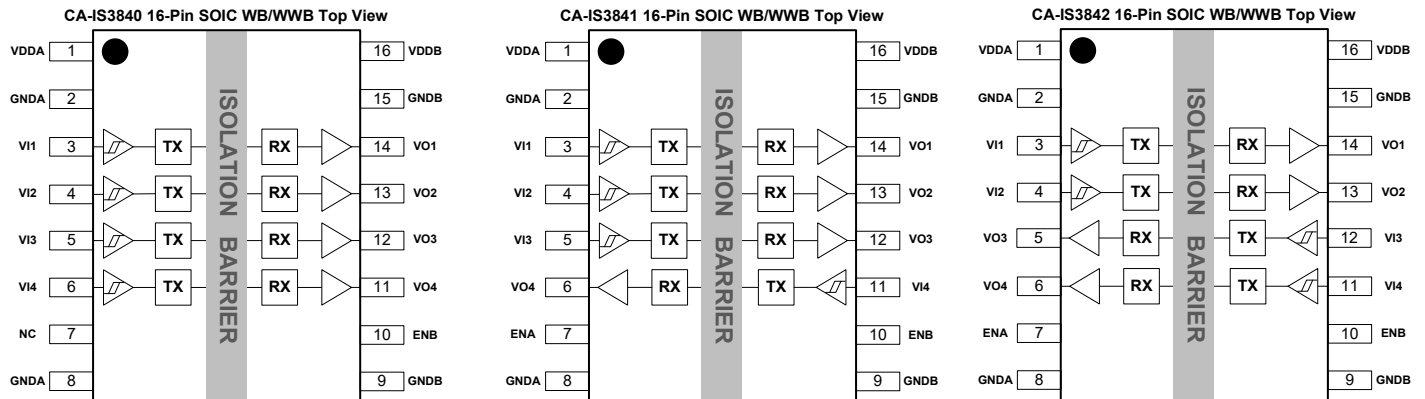 CA-IS3840 16-Pin SOIC WB/WWB Top View
VDDA 1 16 VDDB
GNDA 2 15 GNDB
VI1 3 TX RX 14 VO1
VI2 4 TX RX 13 VO2
VI3 5 TX RX 12 VO3
VI4 6 TX RX 11 VO4
NC 7 10 ENB
GNDA 8 9 GNDB
ISOLATION BARRIER
CA-IS3841 16-Pin SOIC WB/WWB Top View
VDDA 1 16 VDDB
GNDA 2 15 GNDB
VI1 3 TX RX 14 VO1
VI2 4 TX RX 13 VO2
VI3 5 TX RX 12 VO3
VO4 6 RX TX 11 VI4
ENA 7 10 ENB
GNDA 8 9 GNDB
ISOLATION BARRIER
CA-IS3842 16-Pin SOIC WB/WWB Top View
VDDA 1 16 VDDB
GNDA 2 15 GNDB
VI1 3 TX RX 14 VO1
VI2 4 TX RX 13 VO2
VO3 5 RX TX 12 VI3
VO4 6 RX TX 11 VI4
ENA 7 10 ENB
GNDA 8 9 GNDB
ISOLATION BARRIER